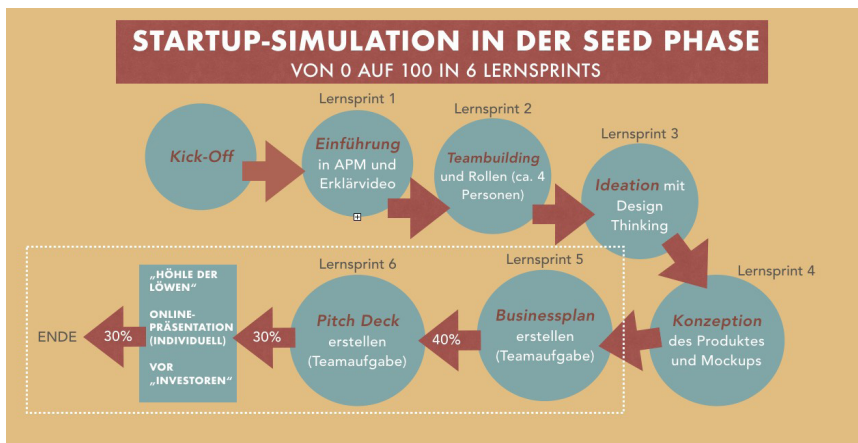 STARTUP-SIMULATION IN DER SEED PHASE
VON 0 AUF 100 IN 6 LERNSPRINTS
Kick-Off
Lernsprint 1
Einführung
in APM und
Erklärvideo
Lernsprint 2
Teambuilding
und Rollen (ca. 4
Personen)
Lernsprint 3
Ideation mit
Design
Thinking
Lernsprint 4
Konzeption
des Produktes
und Mockups
Lernsprint 5
Businessplan
erstellen
(Teamaufgabe)
40%
Lernsprint 6
Pitch Deck
erstellen
(Teamaufgabe)
30%
„HÖHLE DER
LÖWEN“
ONLINE-
PRÄSENTATION
(INDIVIDUELL)
VOR
„INVESTOREN“
30%
ENDE